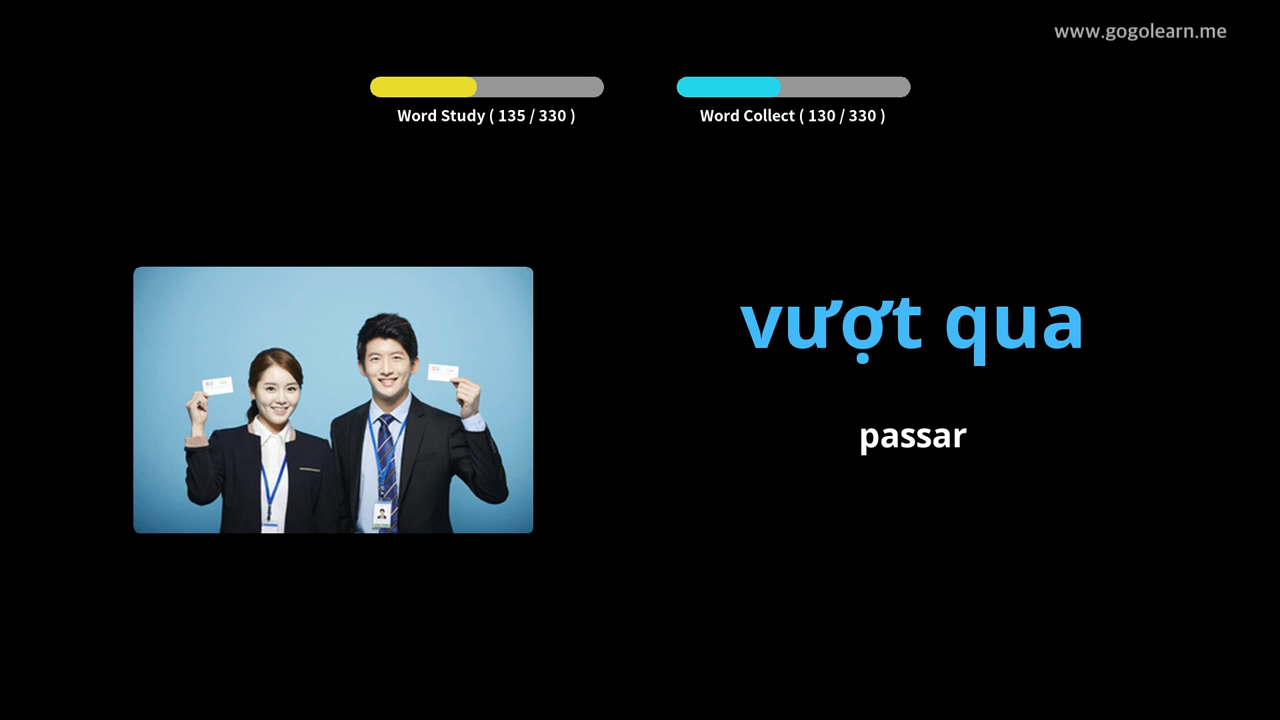 www.gogolearn.me
Word Study ( 135 / 330 )
Word Collect ( 130 / 330 )
vượt qua
passar